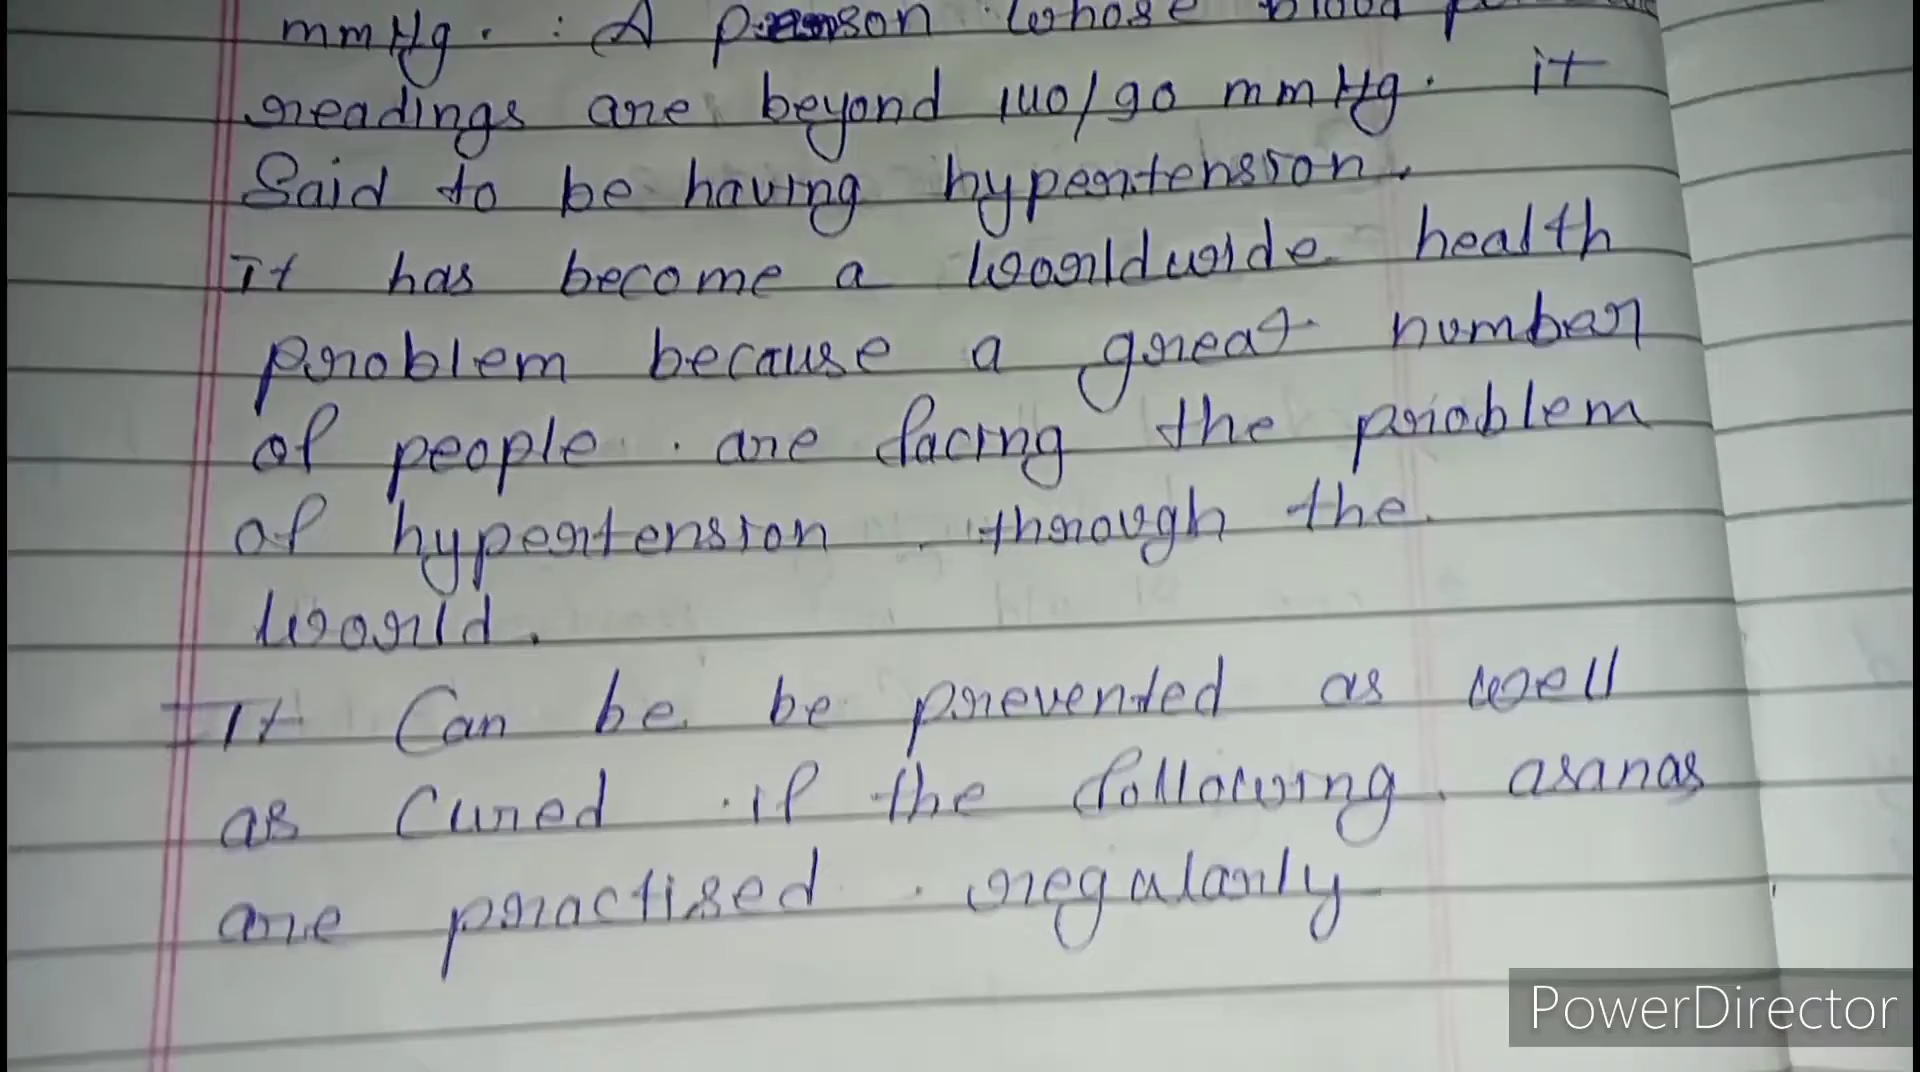 mmHg. : A person whose blood
readings are beyond 140/90 mmHg. it
Said to be having hypertension.
It has become a worldwide health
problem because a great number
of people are facing the problem
of hypertension through the
world.
It Can be be prevented as well
as Cured if the following asanas
are practised regularly
PowerDirector